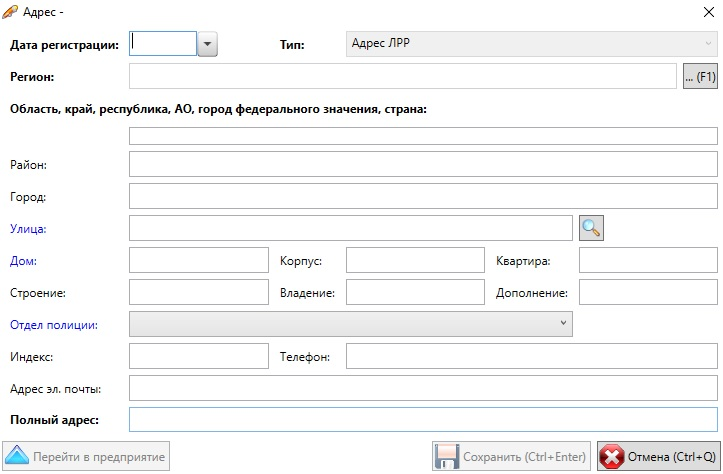 Адрес -
Дата регистрации: Тип: Адрес ЛРР
Регион: ... (F1)
Область, край, республика, АО, город федерального значения, страна:
Район:
Город:
Улица:
Дом: Корпус: Квартира:
Строение: Владение: Дополнение:
Отдел полиции:
Индекс: Телефон:
Адрес эл. почты:
Полный адрес:
Перейти в предприятие Сохранить (Ctrl+Enter) Отмена (Ctrl+Q)